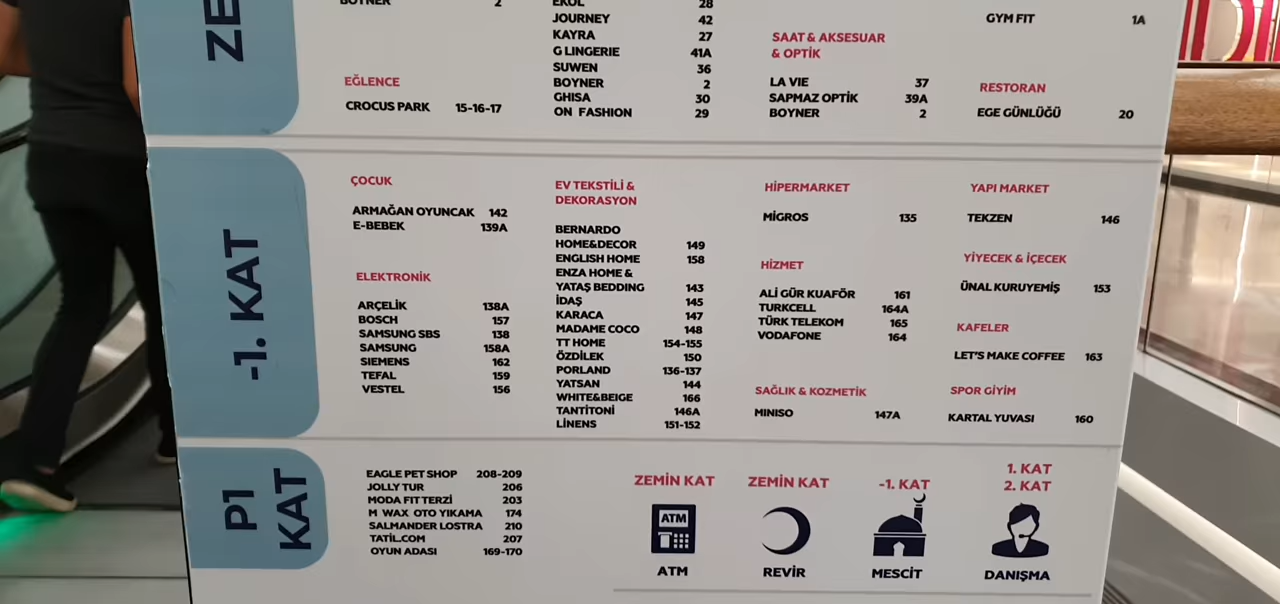 ZE
BOYNER 2
EĞLENCE
CROCUS PARK 15-16-17
EKOL 28
JOURNEY 42
KAYRA 27
G LINGERIE 41A
SUWEN 36
BOYNER 2
GHISA 30
ON FASHION 29
SAAT & AKSESUAR
& OPTİK
LA VIE 37
SAPMAZ OPTİK 39A
BOYNER 2
GYM FIT 1A
RESTORAN
EGE GÜNLÜĞÜ 20
-1. KAT
ÇOCUK
ARMAĞAN OYUNCAK 142
E-BEBEK 139A
ELEKTRONİK
ARÇELİK 138A
BOSCH 157
SAMSUNG SBS 138
SAMSUNG 158A
SIEMENS 162
TEFAL 159
VESTEL 156
EV TEKSTİLİ &
DEKORASYON
BERNARDO
HOME&DECOR 149
ENGLISH HOME 158
ENZA HOME &
YATAŞ BEDDING 143
İDAŞ 145
KARACA 147
MADAME COCO 148
TT HOME 154-155
ÖZDİLEK 150
PORLAND 136-137
YATSAN 144
WHITE&BEIGE 166
TANTİTONİ 146A
LİNENS 151-152
HİPERMARKET
MİGROS 135
HİZMET
ALİ GÜR KUAFÖR 161
TURKCELL 164A
TÜRK TELEKOM 165
VODAFONE 164
SAĞLIK & KOZMETİK
MINISO 147A
YAPI MARKET
TEKZEN 146
YİYECEK & İÇECEK
ÜNAL KURUYEMİŞ 153
KAFELER
LET'S MAKE COFFEE 163
SPOR GİYİM
KARTAL YUVASI 160
P1
KAT
EAGLE PET SHOP 208-209
JOLLY TUR 206
MODA FIT TERZİ 203
M WAX OTO YIKAMA 174
SALMANDER LOSTRA 210
TATİL.COM 207
OYUN ADASI 169-170
ZEMİN KAT
ATM
ATM
ZEMİN KAT
REVİR
-1. KAT
MESCİT
1. KAT
2. KAT
DANIŞMA